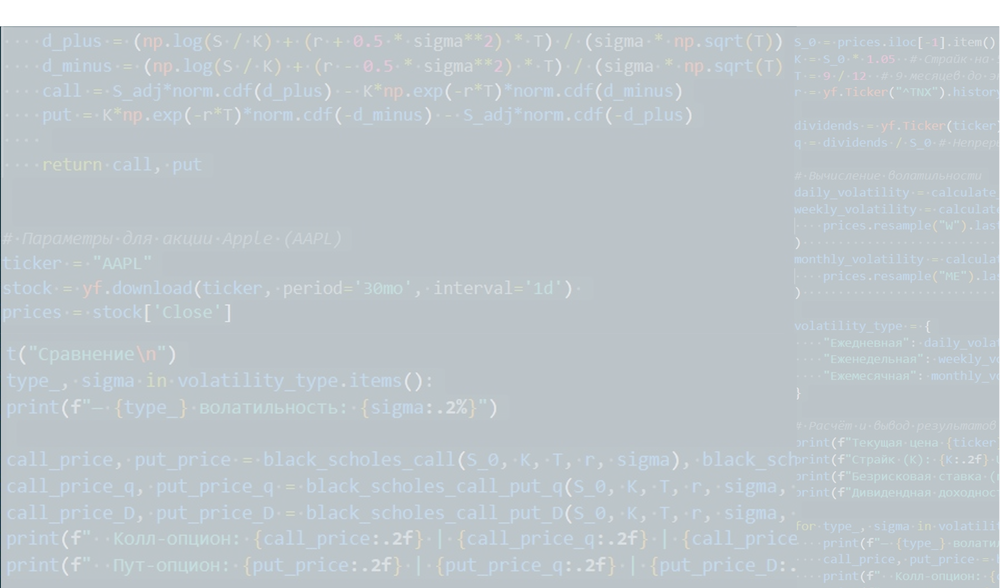 d_plus = (np.log(S / K) + (r + 0.5 * sigma**2) * T) / (sigma * np.sqrt(T))
d_minus = (np.log(S / K) + (r - 0.5 * sigma**2) * T) / (sigma * np.sqrt(T)
call = S_adj*norm.cdf(d_plus) - K*np.exp(-r*T)*norm.cdf(d_minus)
put = K*np.exp(-r*T)*norm.cdf(-d_minus) - S_adj*norm.cdf(-d_plus)
return call, put
# Параметры для акции Apple (AAPL)
ticker = "AAPL"
stock = yf.download(ticker, period='30mo', interval='1d')
prices = stock['Close']
t("Сравнение\n")
type_, sigma in volatility_type.items():
print(f"— {type_} волатильность: {sigma:.2%}")
call_price, put_price = black_scholes_call(S_0, K, T, r, sigma), black_sch
call_price_q, put_price_q = black_scholes_call_put_q(S_0, K, T, r, sigma,
call_price_D, put_price_D = black_scholes_call_put_D(S_0, K, T, r, sigma,
print(f"  Колл-опцион: {call_price:.2f} | {call_price_q:.2f} | {call_price
print(f"  Пут-опцион: {put_price:.2f} | {put_price_q:.2f} | {put_price_D:.
S_0 = prices.iloc[-1].item()
K = S_0 * 1.05  # Страйк на
T = 9 / 12  # 9 месяцев до
r = yf.Ticker("^TNX").history
dividends = yf.Ticker(ticker)
q = dividends / S_0 # Непреры
# Вычисление волатильности
daily_volatility = calculate_
weekly_volatility = calculate
prices.resample("W").last
)
monthly_volatility = calculat
prices.resample("ME").las
)
volatility_type = {
"Ежедневная": daily_volat
"Еженедельная": weekly_vo
"Ежемесячная": monthly_vo
}
# Расчёт и вывод результатов
print(f"Текущая цена {ticker}
print(f"Страйк (K): {K:.2f}
print(f"Безрисковая ставка (r
print(f"Дивидендная доходност
for type_, sigma in volatilit
print(f"— {type_} волатил
call_price, put_price =
print(f"  Колл-опцион: {